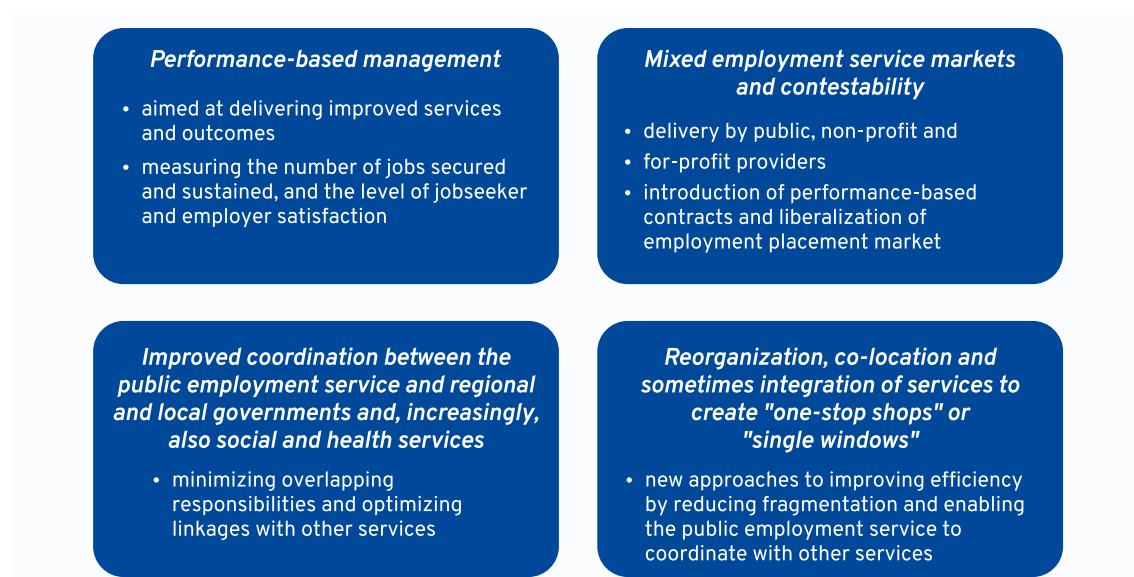 Performance-based management
• aimed at delivering improved services
and outcomes
• measuring the number of jobs secured
and sustained, and the level of jobseeker
and employer satisfaction
Mixed employment service markets
and contestability
• delivery by public, non-profit and
• for-profit providers
• introduction of performance-based
contracts and liberalization of
employment placement market
Improved coordination between the
public employment service and regional
and local governments and, increasingly,
also social and health services
• minimizing overlapping
responsibilities and optimizing
linkages with other services
Reorganization, co-location and
sometimes integration of services to
create "one-stop shops" or
"single windows"
• new approaches to improving efficiency
by reducing fragmentation and enabling
the public employment service to
coordinate with other services